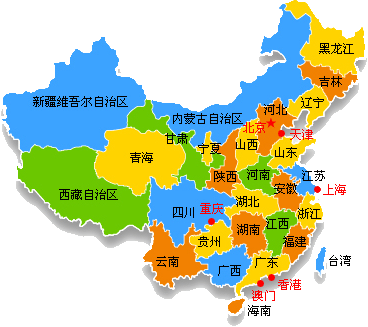 黑龙江
吉林
辽宁
新疆维吾尔自治区
内蒙古自治区
河北
北京
天津
甘肃
宁夏
山西
山东
青海
陕西
河南
江苏
安徽
上海
西藏自治区
四川
重庆
湖北
浙江
湖南
江西
贵州
福建
云南
广西
广东
台湾
香港
澳门
海南